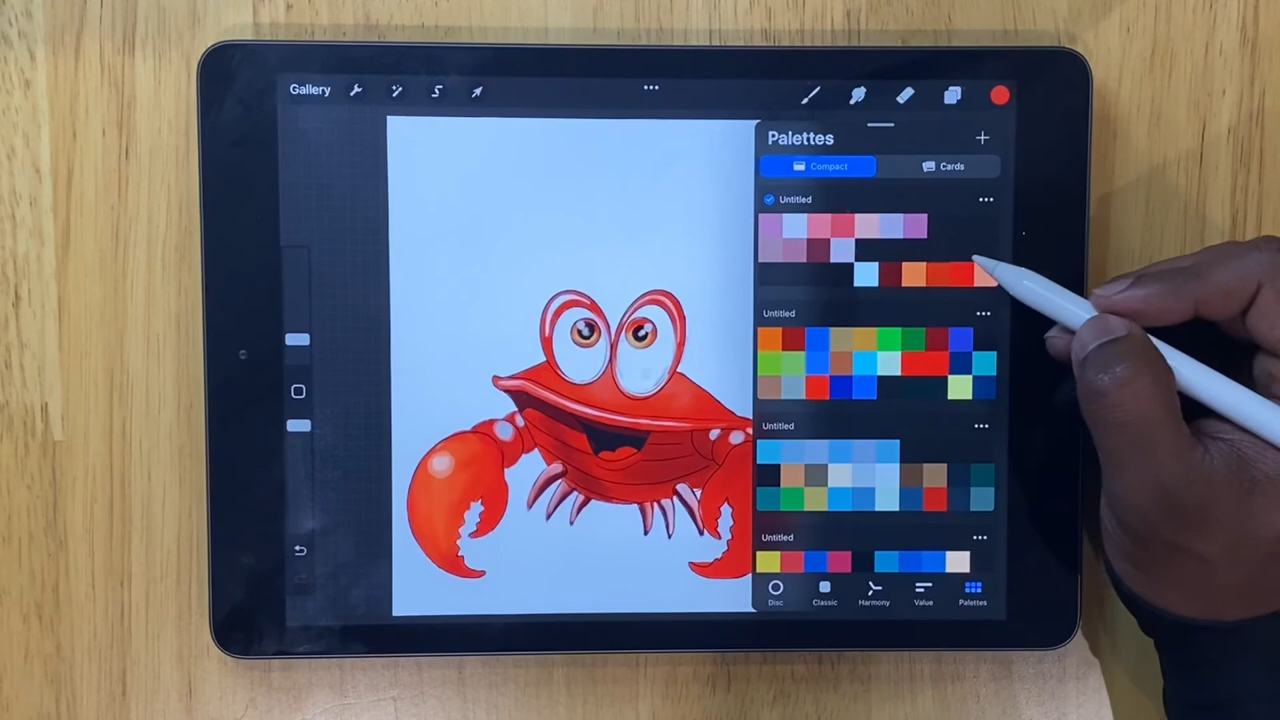 Gallery
Palettes
Compact
Cards
Untitled
Untitled
Untitled
Untitled
Disc
Classic
Harmony
Value
Palettes